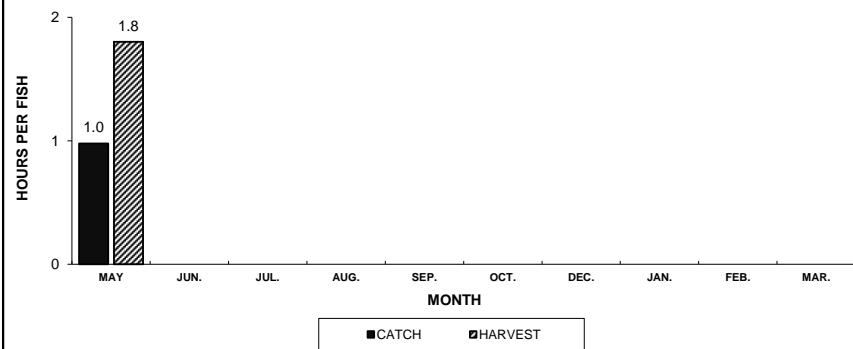 2
1.8
HOURS PER FISH
1.0
1
0
MAY JUN. JUL. AUG. SEP. OCT. DEC. JAN. FEB. MAR.
MONTH
CATCH HARVEST